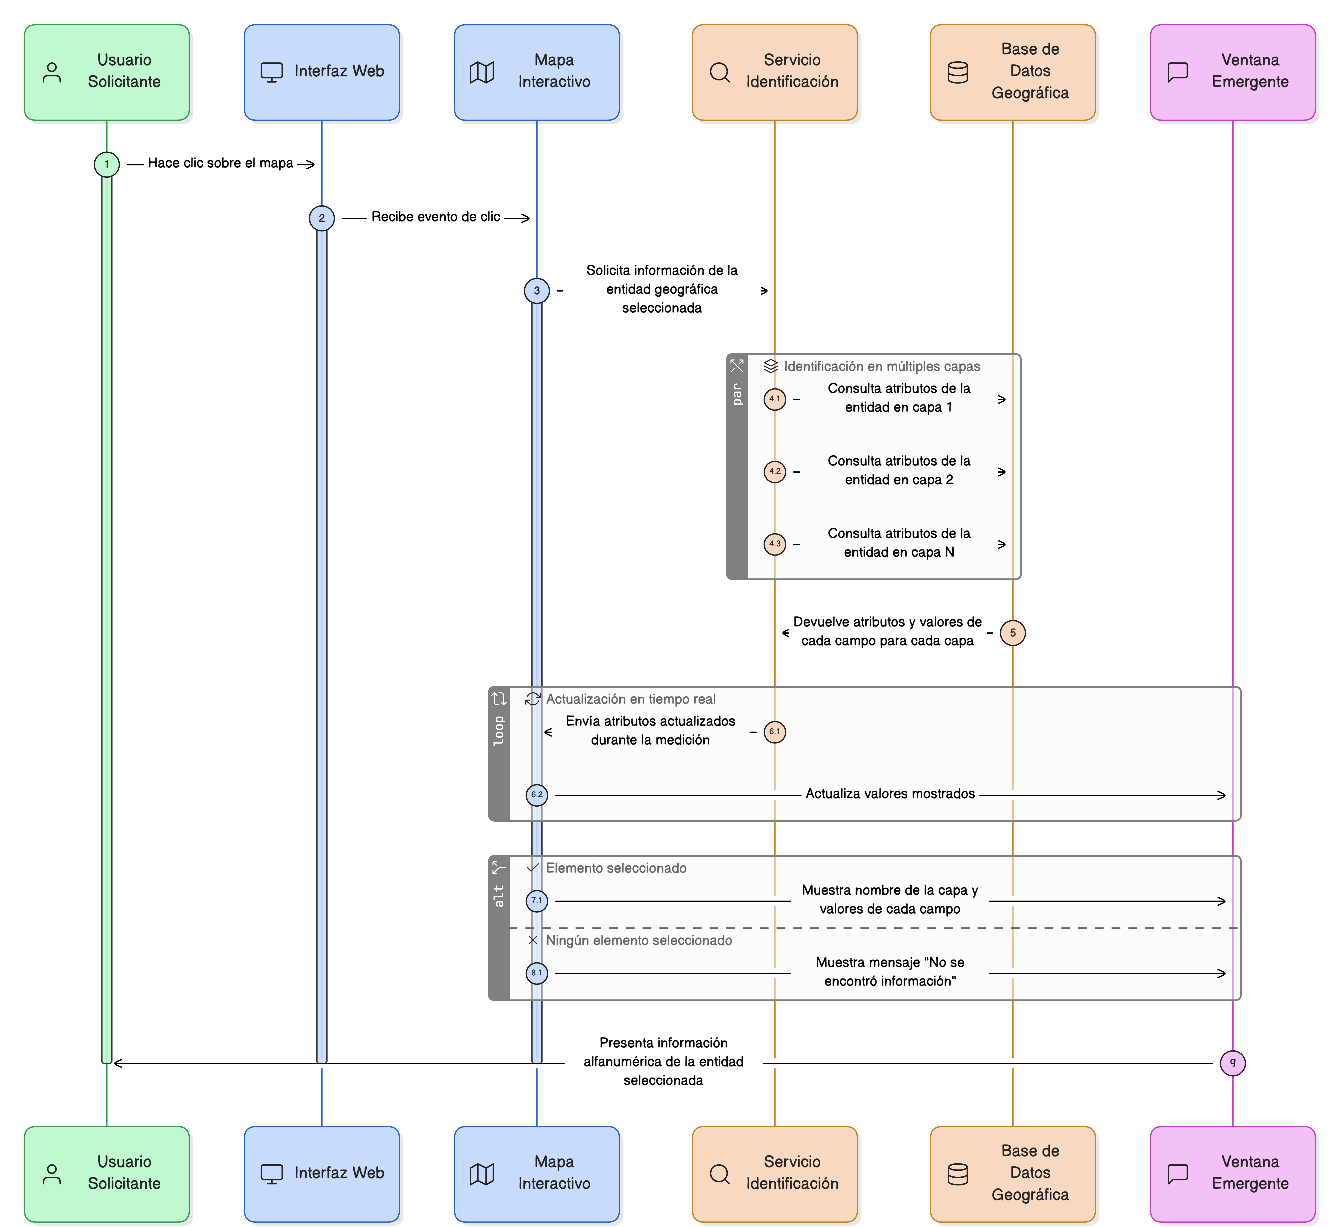 Usuario
Solicitante
Interfaz Web
Mapa
Interactivo
Servicio
Identificación
Base de
Datos
Geográfica
Ventana
Emergente
1
Hace clic sobre el mapa
2
Recibe evento de clic
3
Solicita información de la
entidad geográfica
seleccionada
par
Identificación en múltiples capas
4.1
Consulta atributos de la
entidad en capa 1
4.2
Consulta atributos de la
entidad en capa 2
4.3
Consulta atributos de la
entidad en capa N
Devuelve atributos y valores de
cada campo para cada capa
5
loop
Actualización en tiempo real
Envía atributos actualizados
durante la medición
6.1
6.2
Actualiza valores mostrados
alt
Elemento seleccionado
7.1
Muestra nombre de la capa y
valores de cada campo
Ningún elemento seleccionado
8.1
Muestra mensaje "No se
encontró información"
Presenta información
alfanumérica de la entidad
seleccionada
9
Usuario
Solicitante
Interfaz Web
Mapa
Interactivo
Servicio
Identificación
Base de
Datos
Geográfica
Ventana
Emergente